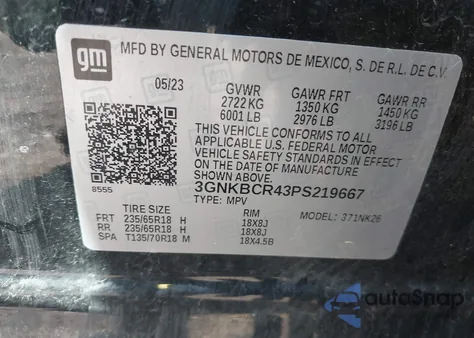 gm
MFD BY GENERAL MOTORS DE MEXICO, S. DE R.L. DE C.V.
05/23 GVWR GAWR FRT GAWR RR
2722 KG 1350 KG 1450 KG
6001 LB 2976 LB 3196 LB
THIS VEHICLE CONFORMS TO ALL
APPLICABLE U.S. FEDERAL MOTOR
VEHICLE SAFETY STANDARDS IN
EFFECT ON THE DATE OF MANUFACTURE
SHOWN ABOVE.
8555
3GNKBCR43PS219667
TYPE: MPV MODEL: 371NK26
TIRE SIZE RIM
FRT 235/65R18 H 18X8J
RR 235/65R18 H 18X8J
SPA T135/70R18 M 18X4.5B
autoSnap